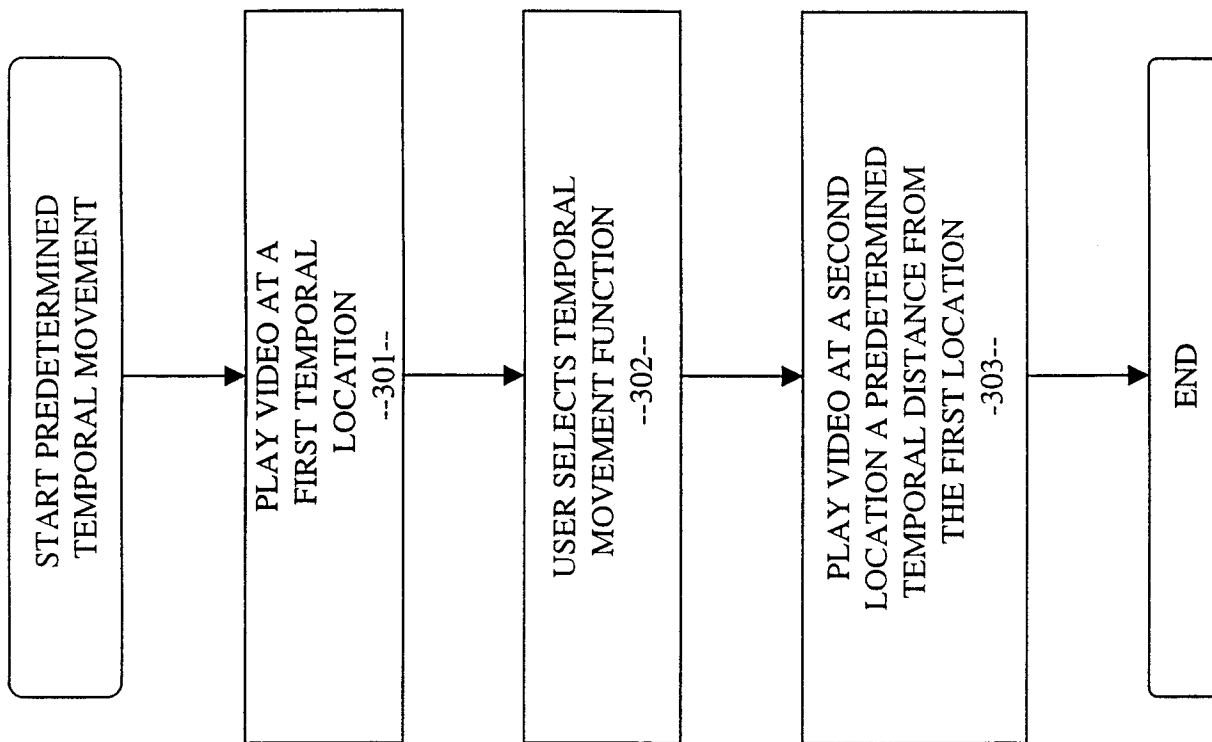 START PREDETERMINED
TEMPORAL MOVEMENT
PLAY VIDEO AT A
FIRST TEMPORAL
LOCATION
--301--
USER SELECTS TEMPORAL
MOVEMENT FUNCTION
--302--
PLAY VIDEO AT A SECOND
LOCATION A PREDETERMINED
TEMPORAL DISTANCE FROM
THE FIRST LOCATION
-303--
END